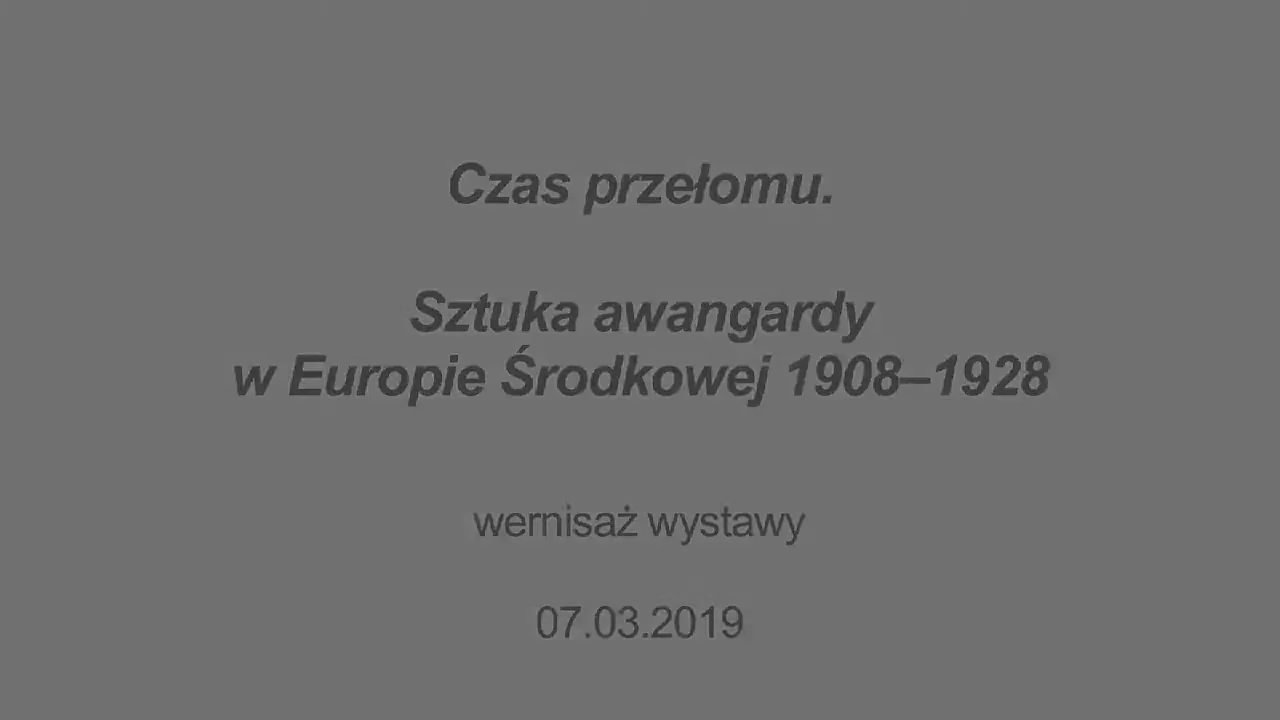 Czas przełomu.
Sztuka awangardy
w Europie Środkowej 1908–1928
wernisaż wystawy
07.03.2019